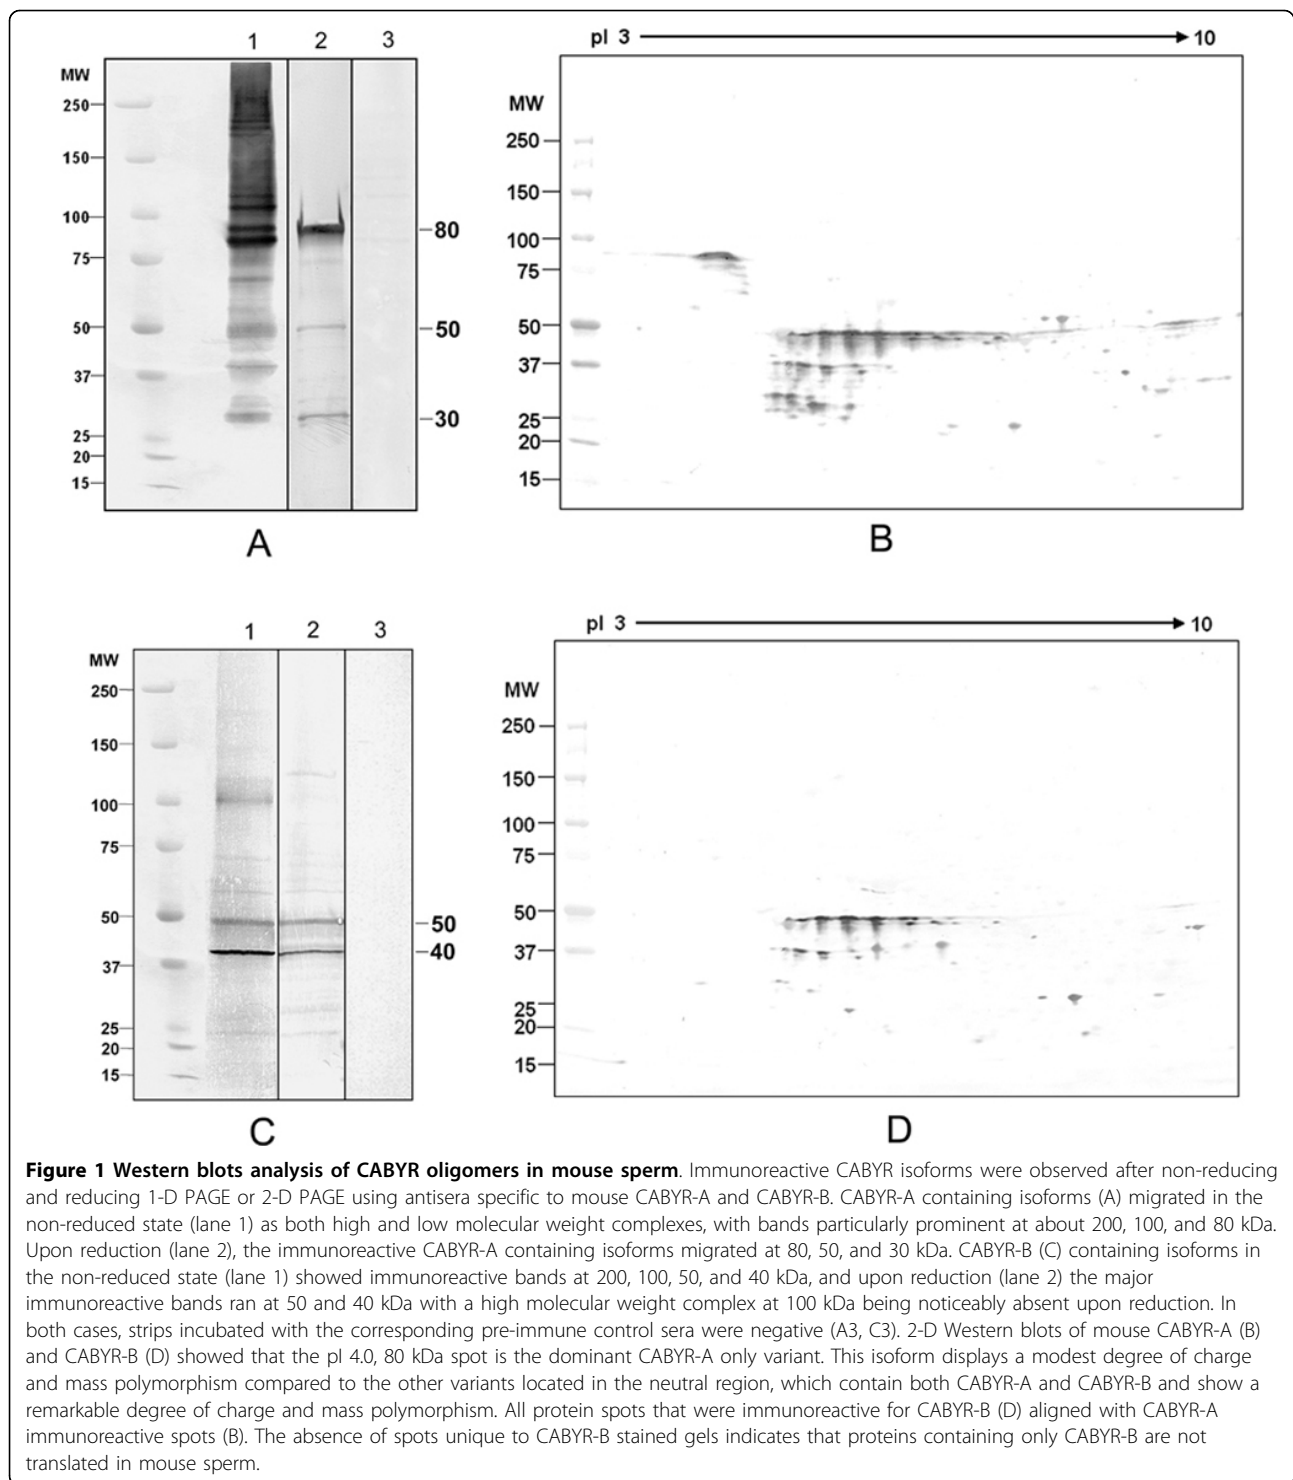 1 2 3
MW
250
150
100
75
50
37
25
20
15
80
50
30
A
pI 3 10
MW
250
150
100
75
50
37
25
20
15
B
1 2 3
MW
250
150
100
75
50
37
25
20
15
50
40
C
pI 3 10
MW
250
150
100
75
50
37
25
20
15
D
Figure 1 Western blots analysis of CABYR oligomers in mouse sperm. Immunoreactive CABYR isoforms were observed after non-reducing
and reducing 1-D PAGE or 2-D PAGE using antisera specific to mouse CABYR-A and CABYR-B. CABYR-A containing isoforms (A) migrated in the
non-reduced state (lane 1) as both high and low molecular weight complexes, with bands particularly prominent at about 200, 100, and 80 kDa.
Upon reduction (lane 2), the immunoreactive CABYR-A containing isoforms migrated at 80, 50, and 30 kDa. CABYR-B (C) containing isoforms in
the non-reduced state (lane 1) showed immunoreactive bands at 200, 100, 50, and 40 kDa, and upon reduction (lane 2) the major
immunoreactive bands ran at 50 and 40 kDa with a high molecular weight complex at 100 kDa being noticeably absent upon reduction. In
both cases, strips incubated with the corresponding pre-immune control sera were negative (A3, C3). 2-D Western blots of mouse CABYR-A (B)
and CABYR-B (D) showed that the pI 4.0, 80 kDa spot is the dominant CABYR-A only variant. This isoform displays a modest degree of charge
and mass polymorphism compared to the other variants located in the neutral region, which contain both CABYR-A and CABYR-B and show a
remarkable degree of charge and mass polymorphism. All protein spots that were immunoreactive for CABYR-B (D) aligned with CABYR-A
immunoreactive spots (B). The absence of spots unique to CABYR-B stained gels indicates that proteins containing only CABYR-B are not
translated in mouse sperm.